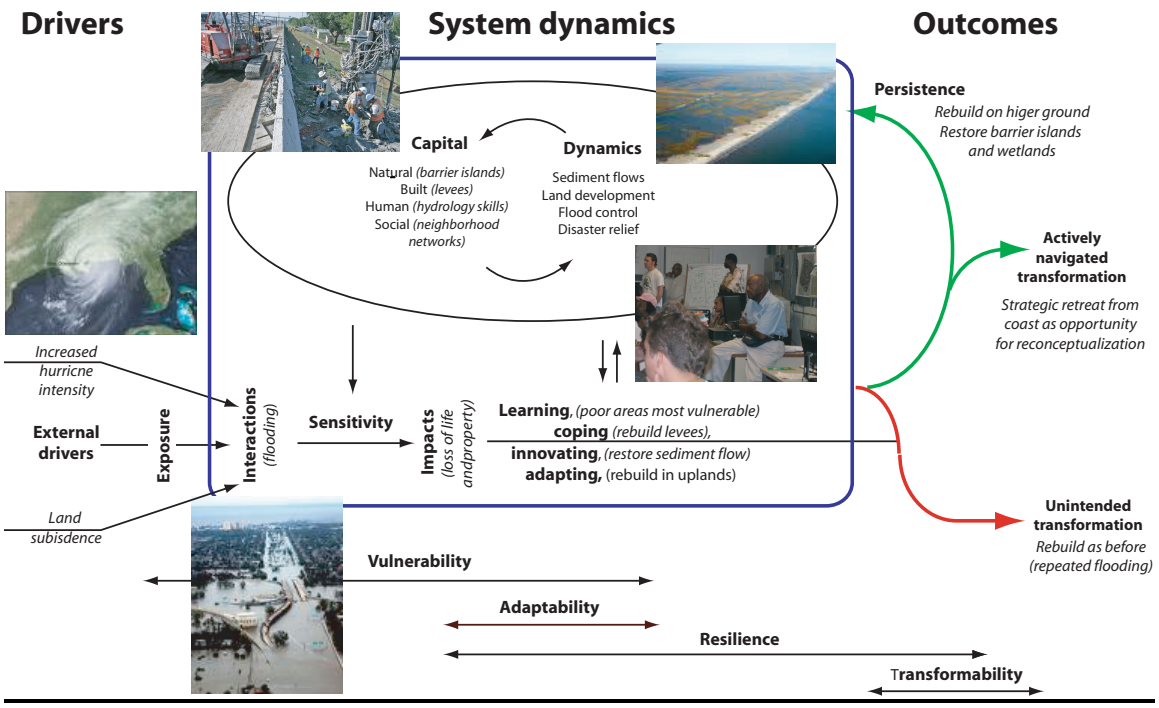 Drivers
System dynamics
Outcomes
Capital
Natural (barrier islands)
Built (levees)
Human (hydrology skills)
Social (neighborhood
networks)
Dynamics
Sediment flows
Land development
Flood control
Disaster relief
Persistence
Rebuild on higer ground
Restore barrier islands
and wetlands
Actively
navigated
transformation
Strategic retreat from
coast as opportunity
for reconceptualization
Increased
hurricne
intensity
External
drivers
Land
subisdence
Exposure
Interactions
(flooding)
Sensitivity
Impacts
(loss of life
andproperty)
Learning, (poor areas most vulnerable)
coping (rebuild levees),
innovating, (restore sediment flow)
adapting, (rebuild in uplands)
Unintended
transformation
Rebuild as before
(repeated flooding)
Vulnerability
Adaptability
Resilience
Transformability